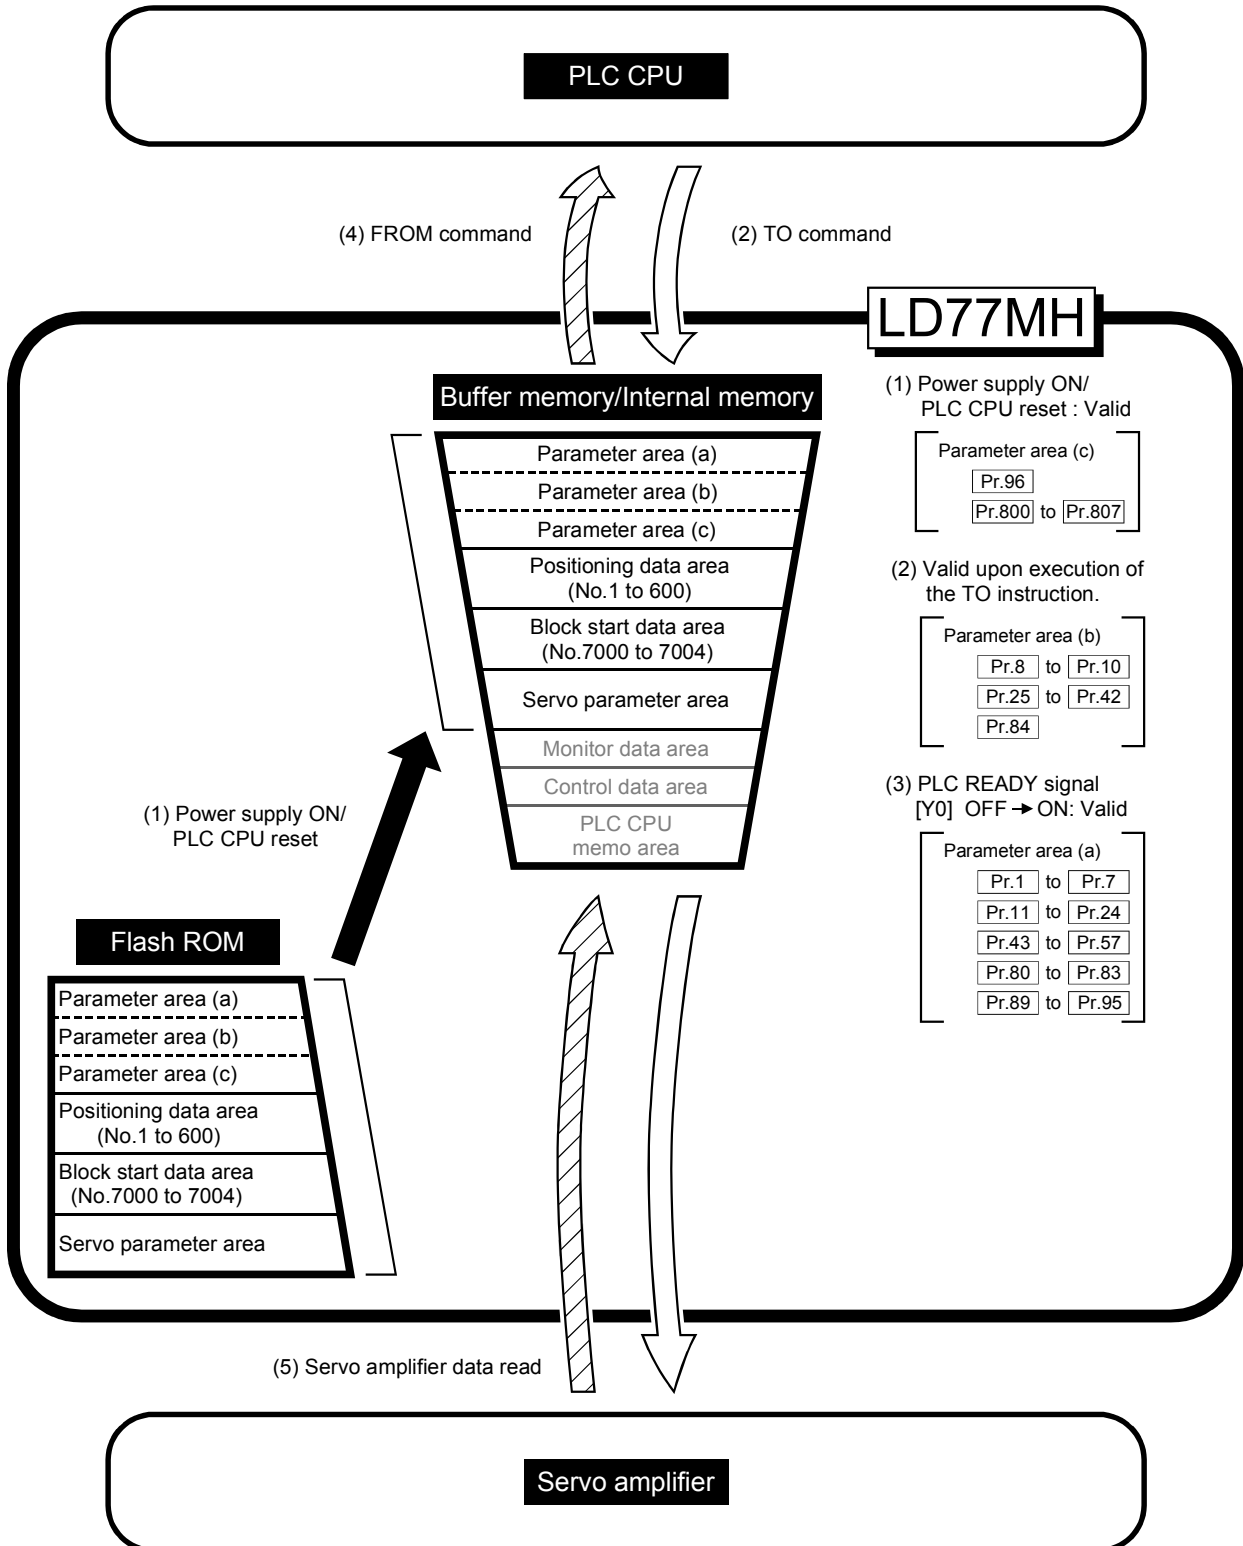 PLC CPU
(4) FROM command
(2) TO command
LD77MH
Buffer memory/Internal memory
Parameter area (a)
Parameter area (b)
Parameter area (c)
Positioning data area
(No.1 to 600)
Block start data area
(No.7000 to 7004)
Servo parameter area
Monitor data area
Control data area
PLC CPU
memo area
(1) Power supply ON/
PLC CPU reset : Valid
Parameter area (c)
Pr.96
Pr.800 to Pr.807
(2) Valid upon execution of
the TO instruction.
Parameter area (b)
Pr.8 to Pr.10
Pr.25 to Pr.42
Pr.84
(3) PLC READY signal
[Y0] OFF → ON: Valid
Parameter area (a)
Pr.1 to Pr.7
Pr.11 to Pr.24
Pr.43 to Pr.57
Pr.80 to Pr.83
Pr.89 to Pr.95
(1) Power supply ON/
PLC CPU reset
Flash ROM
Parameter area (a)
Parameter area (b)
Parameter area (c)
Positioning data area
(No.1 to 600)
Block start data area
(No.7000 to 7004)
Servo parameter area
(5) Servo amplifier data read
Servo amplifier